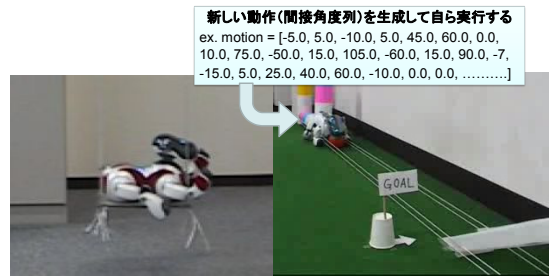 新しい動作(間接角度列)を生成して自ら実行する
ex. motion = [-5.0, 5.0, -10.0, 5.0, 45.0, 60.0, 0.0,
10.0, 75.0, -50.0, 15.0, 105.0, -60.0, 15.0, 90.0, -7,
-15.0, 5.0, 25.0, 40.0, 60.0, -10.0, 0.0, 0.0, ……….]
GOAL